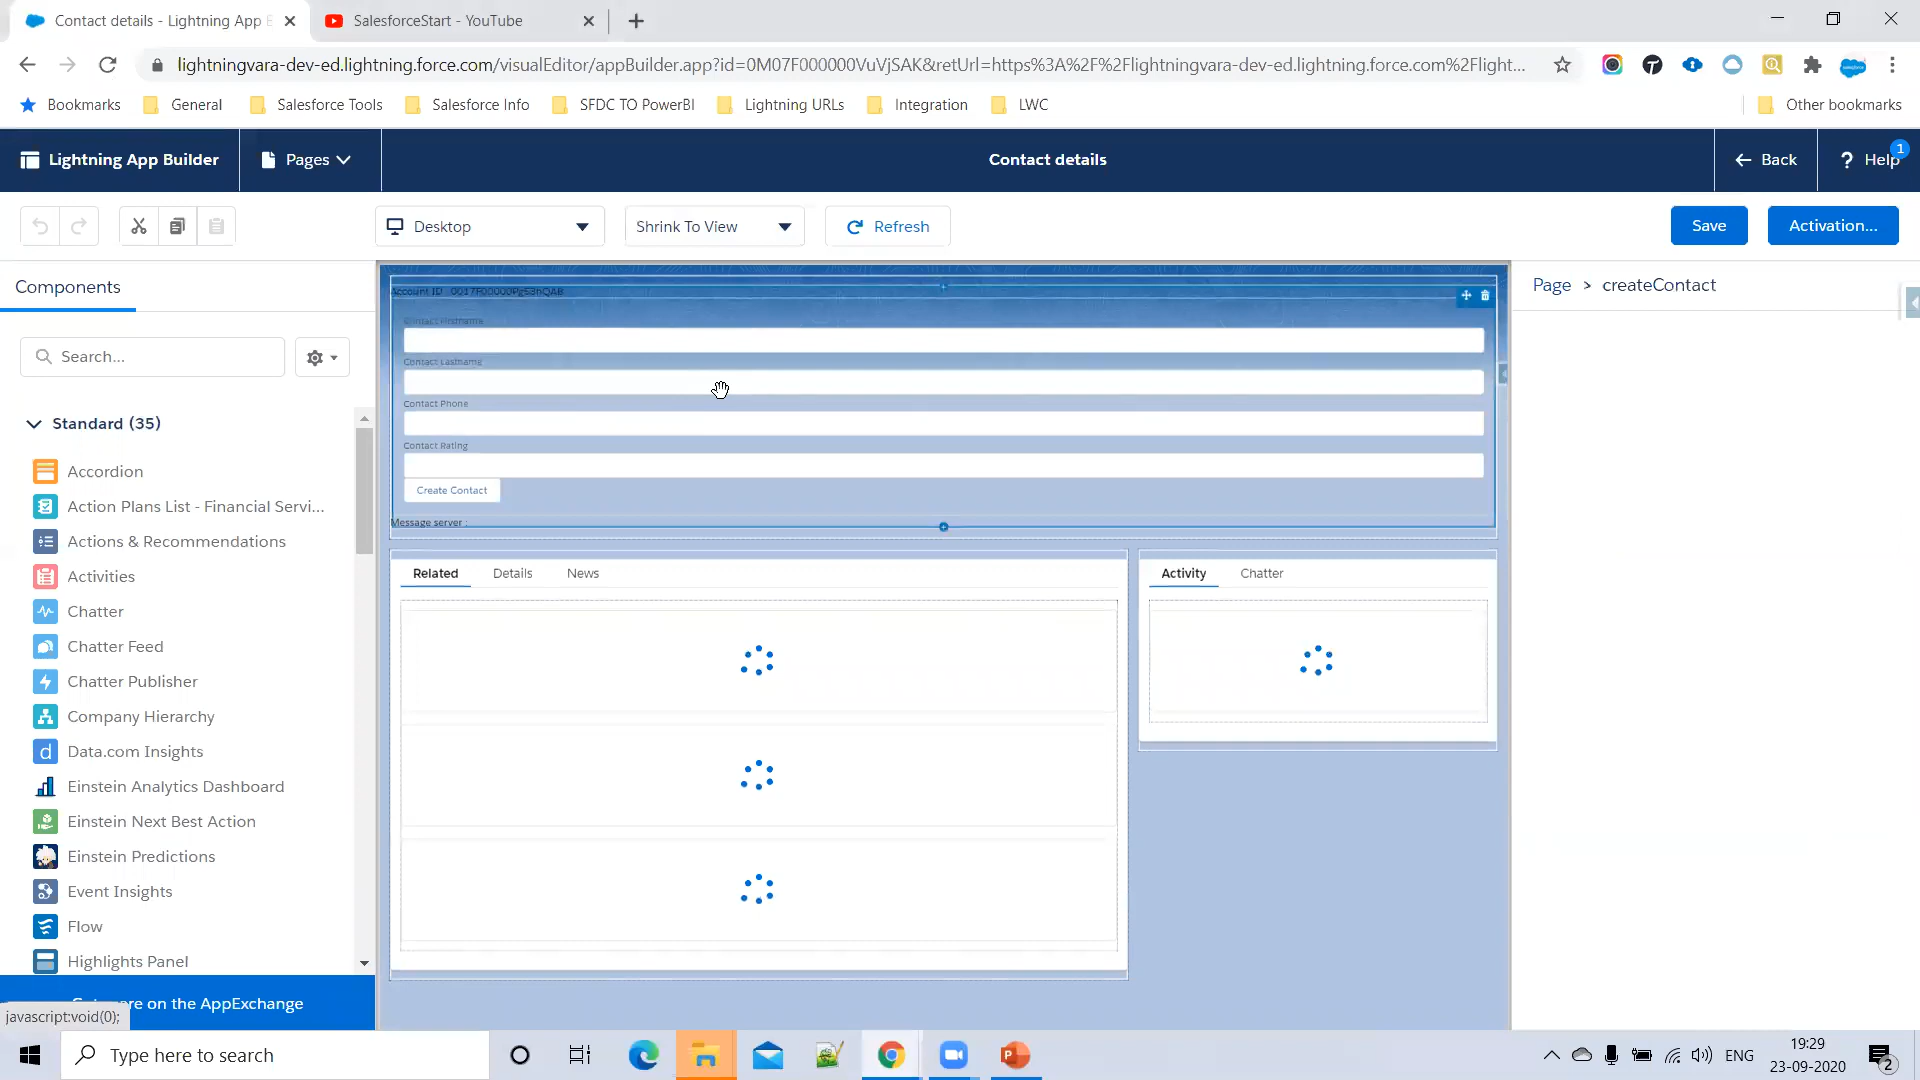 Contact details - Lightning App B
SalesforceStart - YouTube
lightningvara-dev-ed.lightning.force.com/visualEditor/appBuilder.app?id=0M07F000000VuVjSAK&retUrl=https%3A%2F%2Flightningvara-dev-ed.lightning.force.com%2Flight...
Bookmarks
General
Salesforce Tools
Salesforce Info
SFDC TO PowerBI
Lightning URLs
Integration
LWC
Other bookmarks
Lightning App Builder
Pages
Contact details
Back
? Help
1
Desktop
Shrink To View
Refresh
Save
Activation...
Components
Search...
Standard (35)
Accordion
Action Plans List - Financial Servi...
Actions & Recommendations
Activities
Chatter
Chatter Feed
Chatter Publisher
Company Hierarchy
Data.com Insights
Einstein Analytics Dashboard
Einstein Next Best Action
Einstein Predictions
Event Insights
Flow
Highlights Panel
on the AppExchange
javascript:void(0);
Account ID : 0017F00000Pg53hQAB
Contact Firstname
Contact Lastname
Contact Phone
Contact Rating
Create Contact
Message server :
Related
Details
News
Activity
Chatter
Page > createContact
Type here to search
ENG
19:29
23-09-2020
2